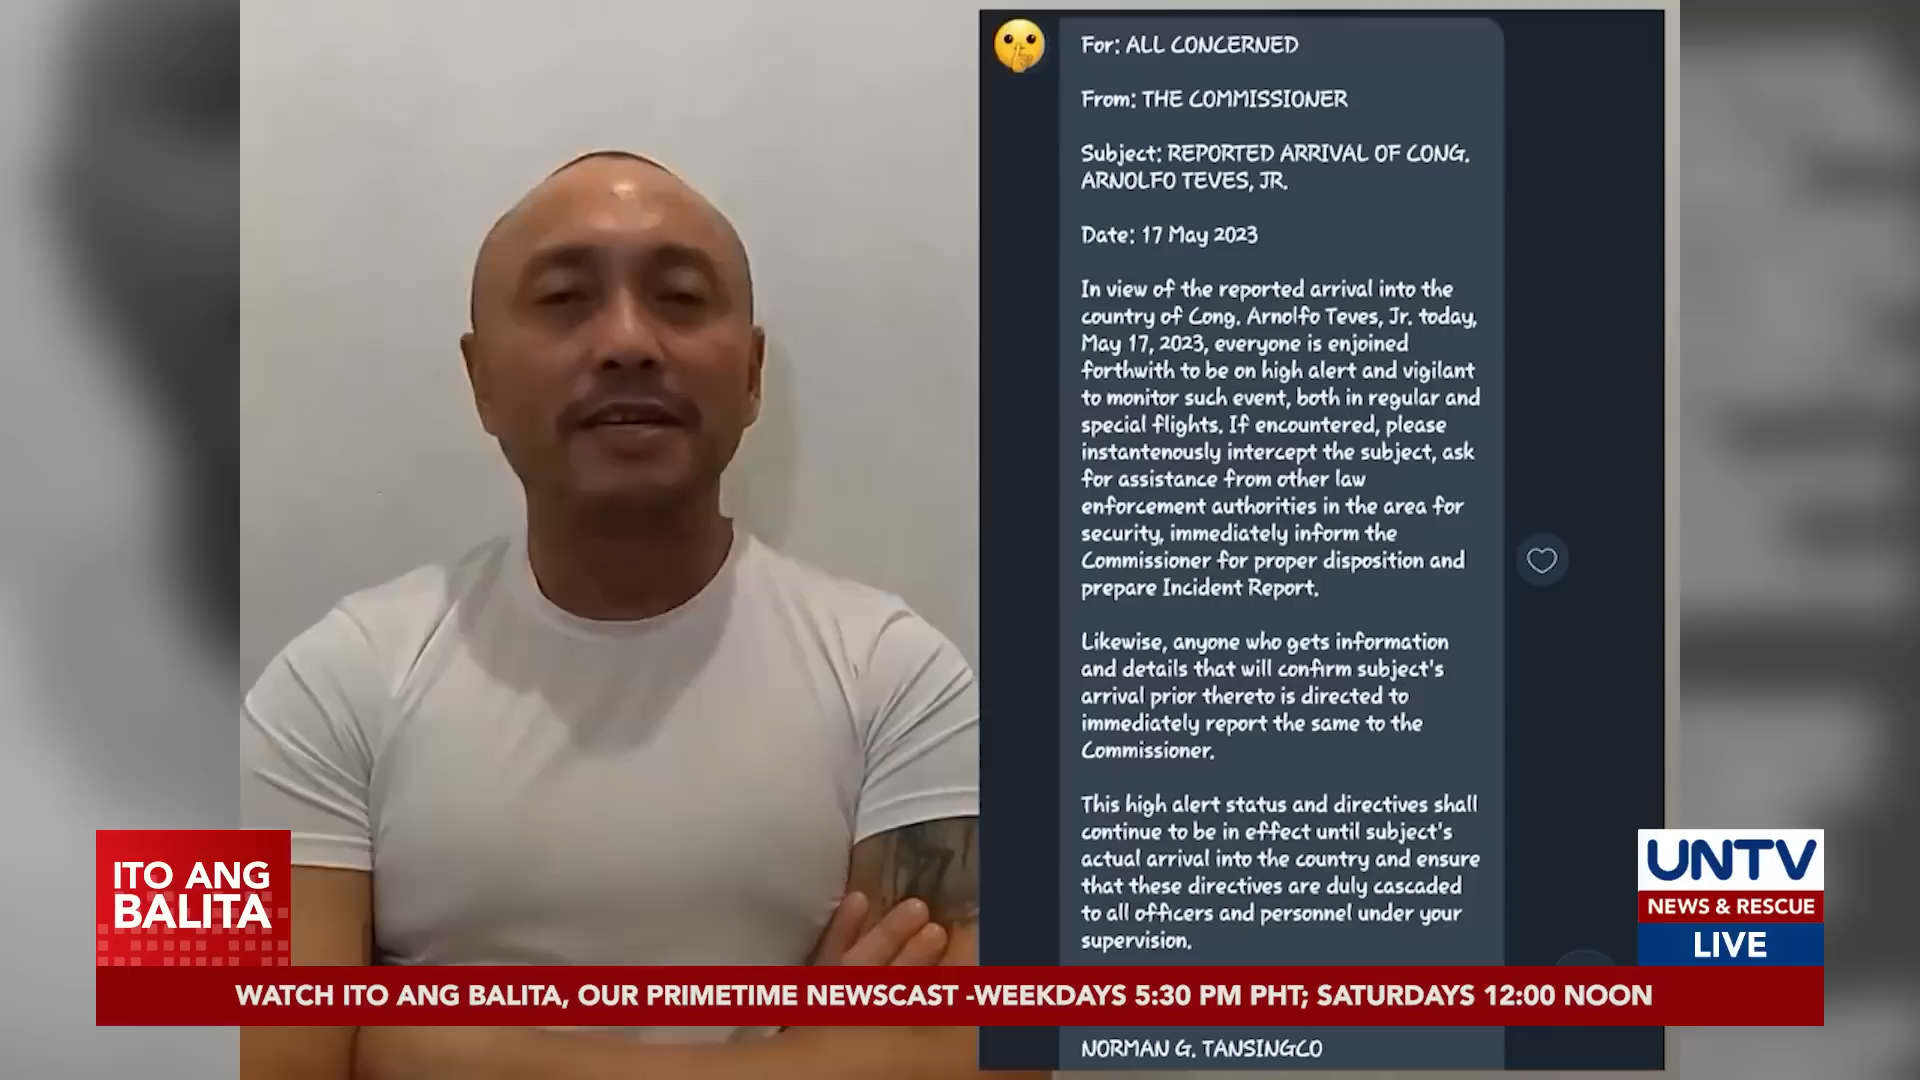 For: ALL CONCERNED
From: THE COMMISSIONER
Subject: REPORTED ARRIVAL OF CONG.
ARNOLFO TEVES, JR.
Date: 17 May 2023
In view of the reported arrival into the
country of Cong. Arnolfo Teves, Jr. today,
May 17, 2023, everyone is enjoined
forthwith to be on high alert and vigilant
to monitor such event, both in regular and
special flights. If encountered, please
instantenously intercept the subject, ask
for assistance from other law
enforcement authorities in the area for
security, immediately inform the
Commissioner for proper disposition and
prepare Incident Report.
Likewise, anyone who gets information
and details that will confirm subject's
arrival prior thereto is directed to
immediately report the same to the
Commissioner.
This high alert status and directives shall
continue to be in effect until subject's
actual arrival into the country and ensure
that these directives are duly cascaded
to all officers and personnel under your
supervision.
NORMAN G. TANSINGCO
ITO ANG
BALITA
UNTV
NEWS & RESCUE
LIVE
WATCH ITO ANG BALITA, OUR PRIMETIME NEWSCAST -WEEKDAYS 5:30 PM PHT; SATURDAYS 12:00 NOON